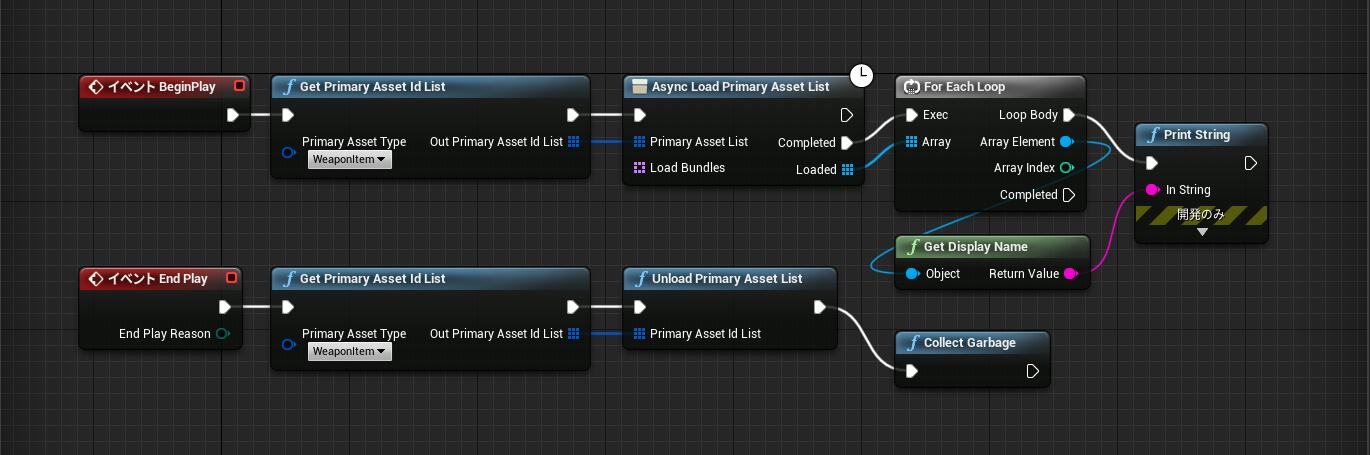 イベント BeginPlay
Get Primary Asset Id List
Primary Asset Type
WeaponItem
Out Primary Asset Id List
Async Load Primary Asset List
Primary Asset List
Completed
Load Bundles
Loaded
For Each Loop
Exec
Loop Body
Array
Array Element
Array Index
Completed
Print String
In String
開発のみ
Get Display Name
Object
Return Value
イベント End Play
End Play Reason
Get Primary Asset Id List
Primary Asset Type
WeaponItem
Out Primary Asset Id List
Unload Primary Asset List
Primary Asset Id List
Collect Garbage